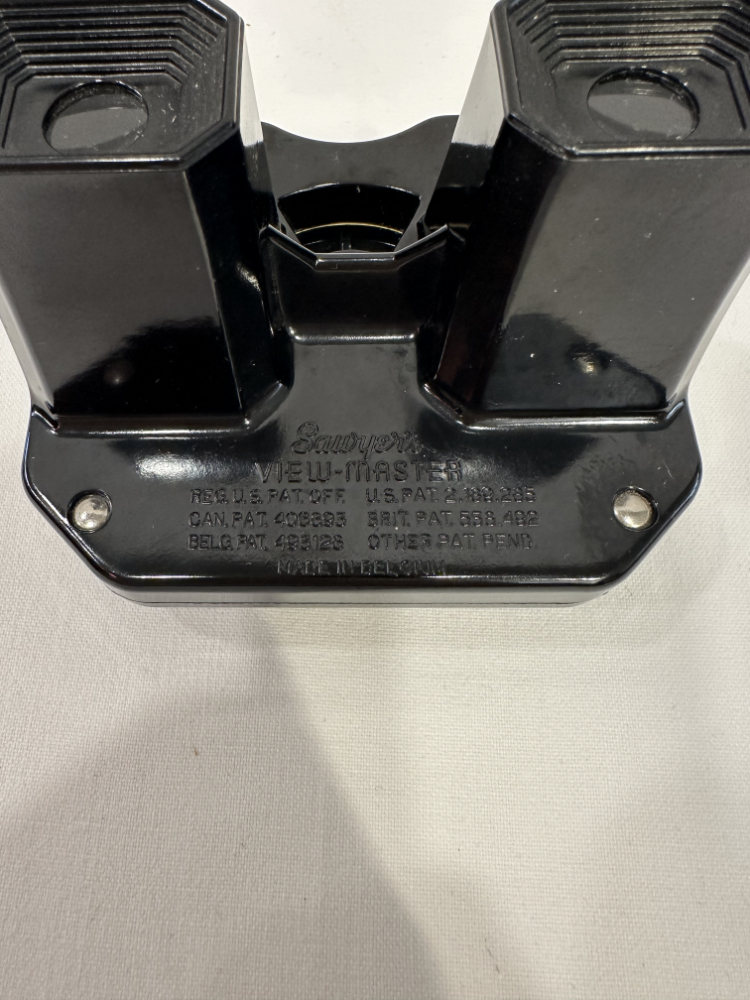 Sawyer's
VIEW-MASTER
REG. U.S. PAT. OFF. U.S. PAT. 2,189,285
CAN. PAT. 406893 BRIT. PAT. 558,492
BELG. PAT. 493126 OTHER PAT. PEND.
MADE IN BELGIUM